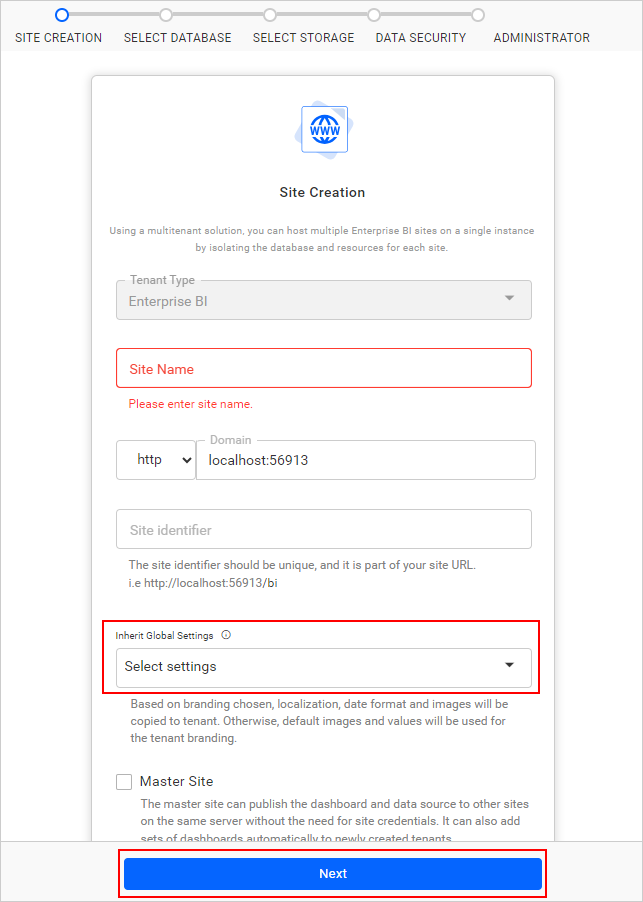 SITE CREATION SELECT DATABASE SELECT STORAGE DATA SECURITY ADMINISTRATOR
WWW
Site Creation
Using a multitenant solution, you can host multiple Enterprise BI sites on a single instance
by isolating the database and resources for each site.
Tenant Type
Enterprise BI
Site Name
Please enter site name.
Domain
http localhost:56913
Site identifier
The site identifier should be unique, and it is part of your site URL.
i.e http://localhost:56913/bi
Inherit Global Settings
Select settings
Based on branding chosen, localization, date format and images will be
copied to tenant. Otherwise, default images and values will be used for
the tenant branding.
Master Site
The master site can publish the dashboard and data source to other sites
on the same server without the need for site credentials. It can also add
sets of dashboards automatically to newly created tenants.
Next